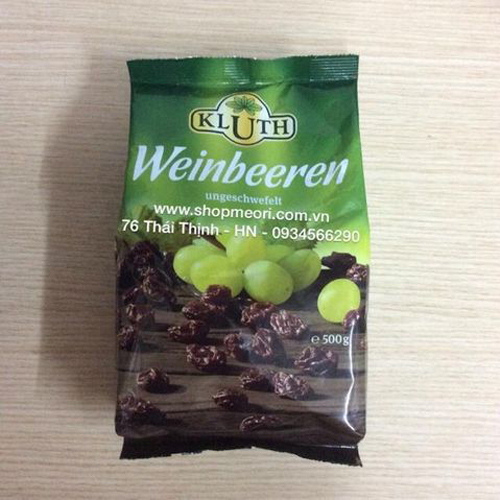 KLUTH
Weinbeeren
ungeschwefelt
www.shopmeori.com.vn
76 Thái Thịnh - HN - 0934566290
e 500g